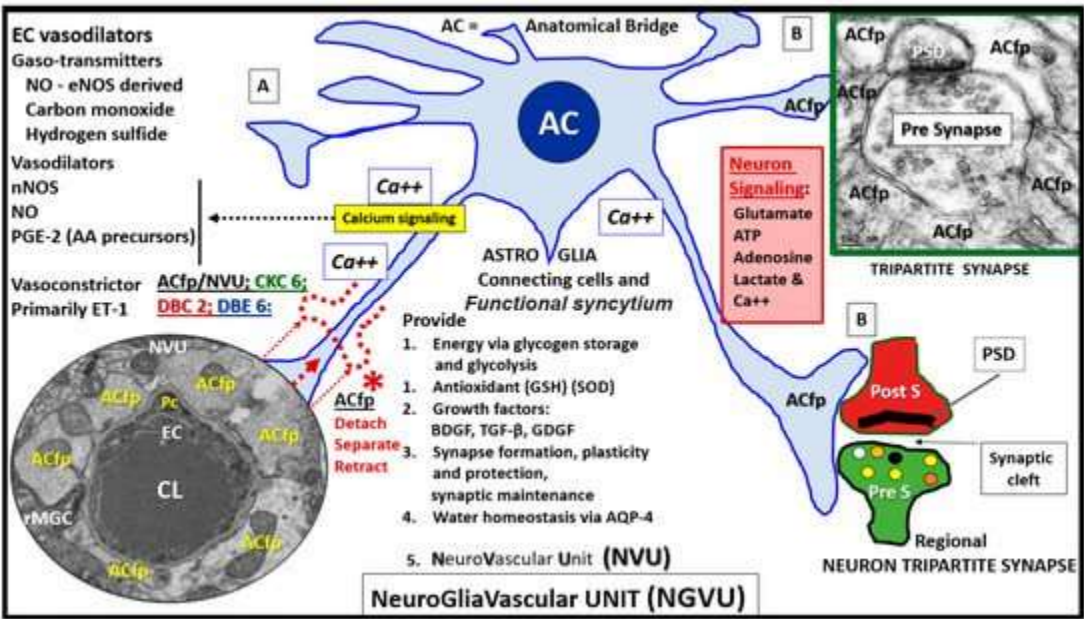 EC vasodilators
Gaso-transmitters
NO - eNOS derived
Carbon monoxide
Hydrogen sulfide
Vasodilators
nNOS
NO
PGE-2 (AA precursors)
Vasoconstrictor
Primarily ET-1
ACfp/NVU; CKC 6;
DBC 2; DBE 6:
A
AC = Anatomical Bridge
B
AC
Ca++
Calcium signaling
Ca++
Ca++
ASTRO GLIA
Connecting cells and
Functional syncytium
Provide
1. Energy via glycogen storage
and glycolysis
1. Antioxidant (GSH) (SOD)
2. Growth factors:
BDGF, TGF-β, GDGF
3. Synapse formation, plasticity
and protection,
synaptic maintenance
4. Water homeostasis via AQP-4
5. NeuroVascular Unit (NVU)
NeuroGliaVascular UNIT (NGVU)
*
ACfp
Detach
Separate
Retract
NVU
ACfp
ACfp
Pc
EC
ACfp
ACfp
CL
rMGC
ACfp
ACfp
Neuron
Signaling:
Glutamate
ATP
Adenosine
Lactate &
Ca++
ACfp
ACfp
PSD
ACfp
ACfp
Pre Synapse
ACfp
ACfp
ACfp
TRIPARTITE SYNAPSE
B
PSD
ACfp
Post S
Synaptic
cleft
Pre S
Regional
NEURON TRIPARTITE SYNAPSE